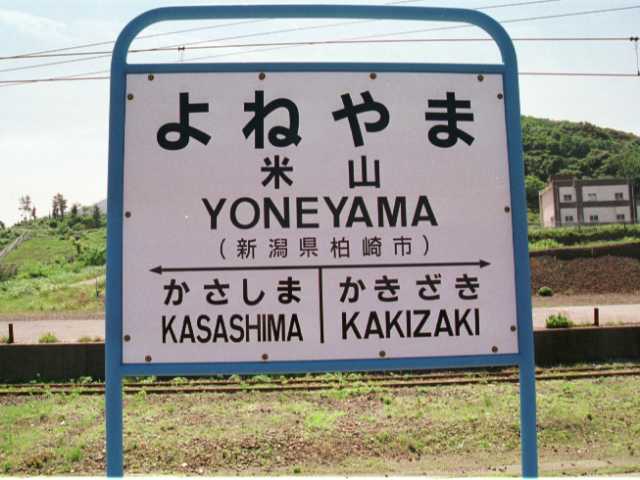 よねやま
米山
YONEYAMA
(新潟県柏崎市)
かさしま かきざき
KASASHIMA KAKIZAKI